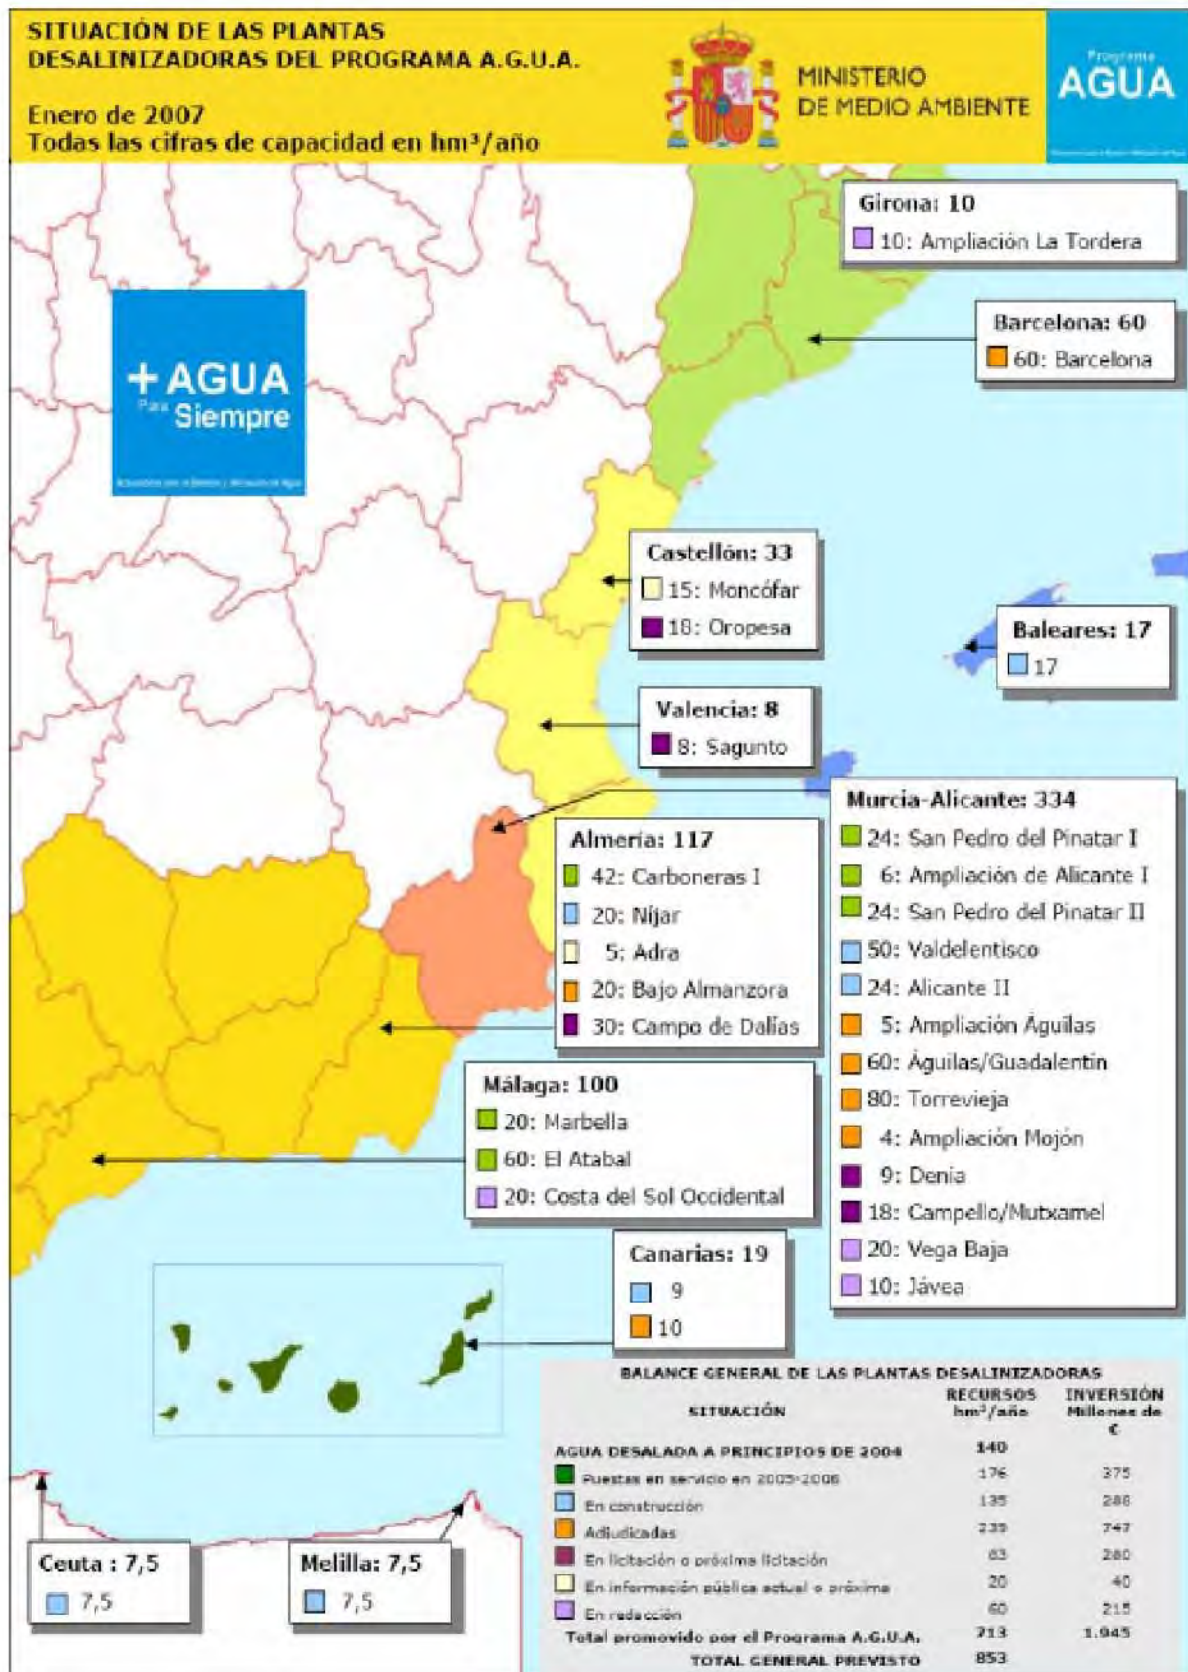 SITUACIÓN DE LAS PLANTAS
DESALINIZADORAS DEL PROGRAMA A.G.U.A.
Enero de 2007
Todas las cifras de capacidad en hm³/año
MINISTERIO
DE MEDIO AMBIENTE
Programa
AGUA
+ AGUA
Para Siempre
Girona: 10
10: Ampliación La Tordera
Barcelona: 60
60: Barcelona
Castellón: 33
15: Moncófar
18: Oropesa
Baleares: 17
17
Valencia: 8
8: Sagunto
Murcia-Alicante: 334
24: San Pedro del Pinatar I
6: Ampliación de Alicante I
24: San Pedro del Pinatar II
50: Valdelentisco
24: Alicante II
5: Ampliación Águilas
60: Águilas/Guadalentín
80: Torrevieja
4: Ampliación Mojón
9: Denia
18: Campello/Mutxamel
20: Vega Baja
10: Jávea
Almería: 117
42: Carboneras I
20: Níjar
5: Adra
20: Bajo Almanzora
30: Campo de Dalías
Málaga: 100
20: Marbella
60: El Atabal
20: Costa del Sol Occidental
Canarias: 19
9
10
Ceuta : 7,5
7,5
Melilla: 7,5
7,5
BALANCE GENERAL DE LAS PLANTAS DESALINIZADORAS
SITUACIÓN RECURSOS hm³/año INVERSIÓN Millones de €
AGUA DESALADA A PRINCIPIOS DE 2004 140
Puestas en servicio en 2005-2006 176 375
En construcción 135 288
Adjudicadas 239 747
En licitación o próxima licitación 83 280
En información pública actual o próxima 20 40
En redacción 60 215
Total promovido por el Programa A.G.U.A. 713 1.945
TOTAL GENERAL PREVISTO 853